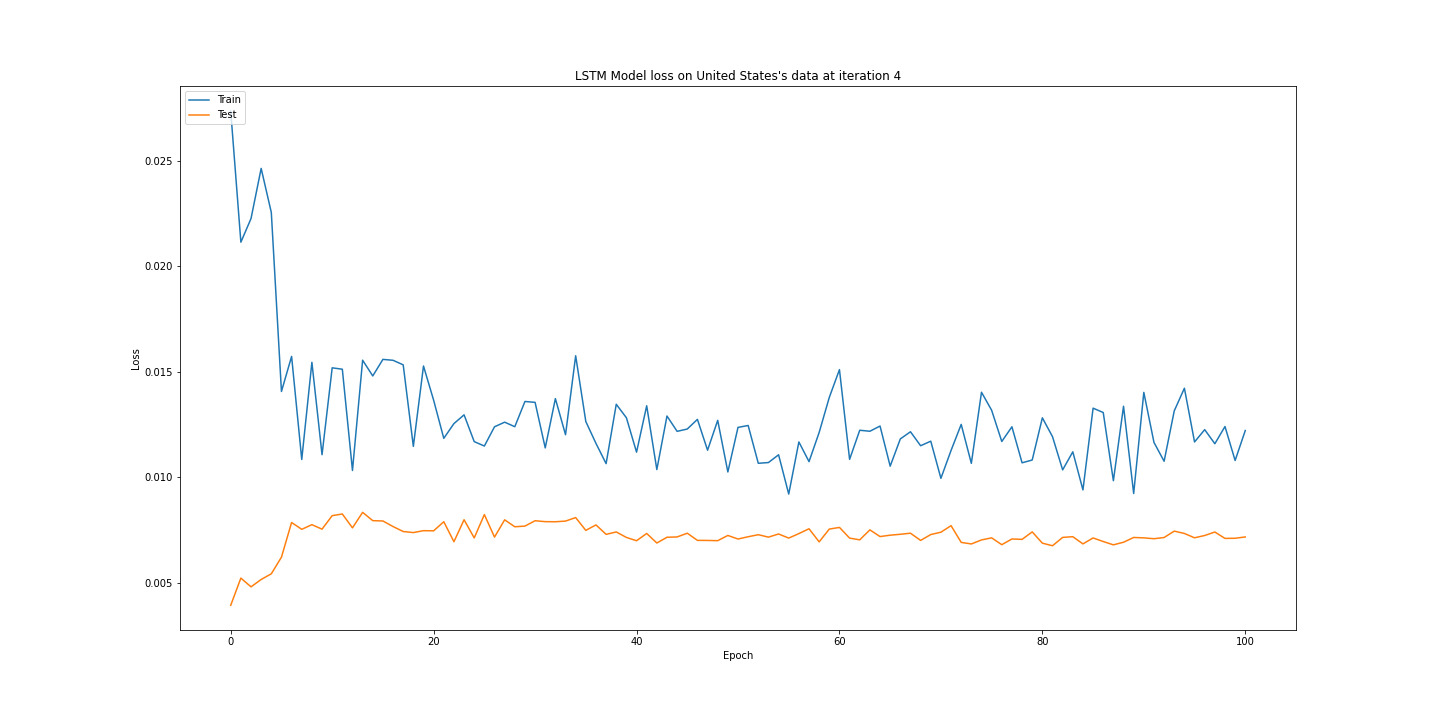 LSTM Model loss on United States's data at iteration 4
Train
Test
0.025
0.020
0.015
0.010
0.005
Loss
0 20 40 60 80 100
Epoch